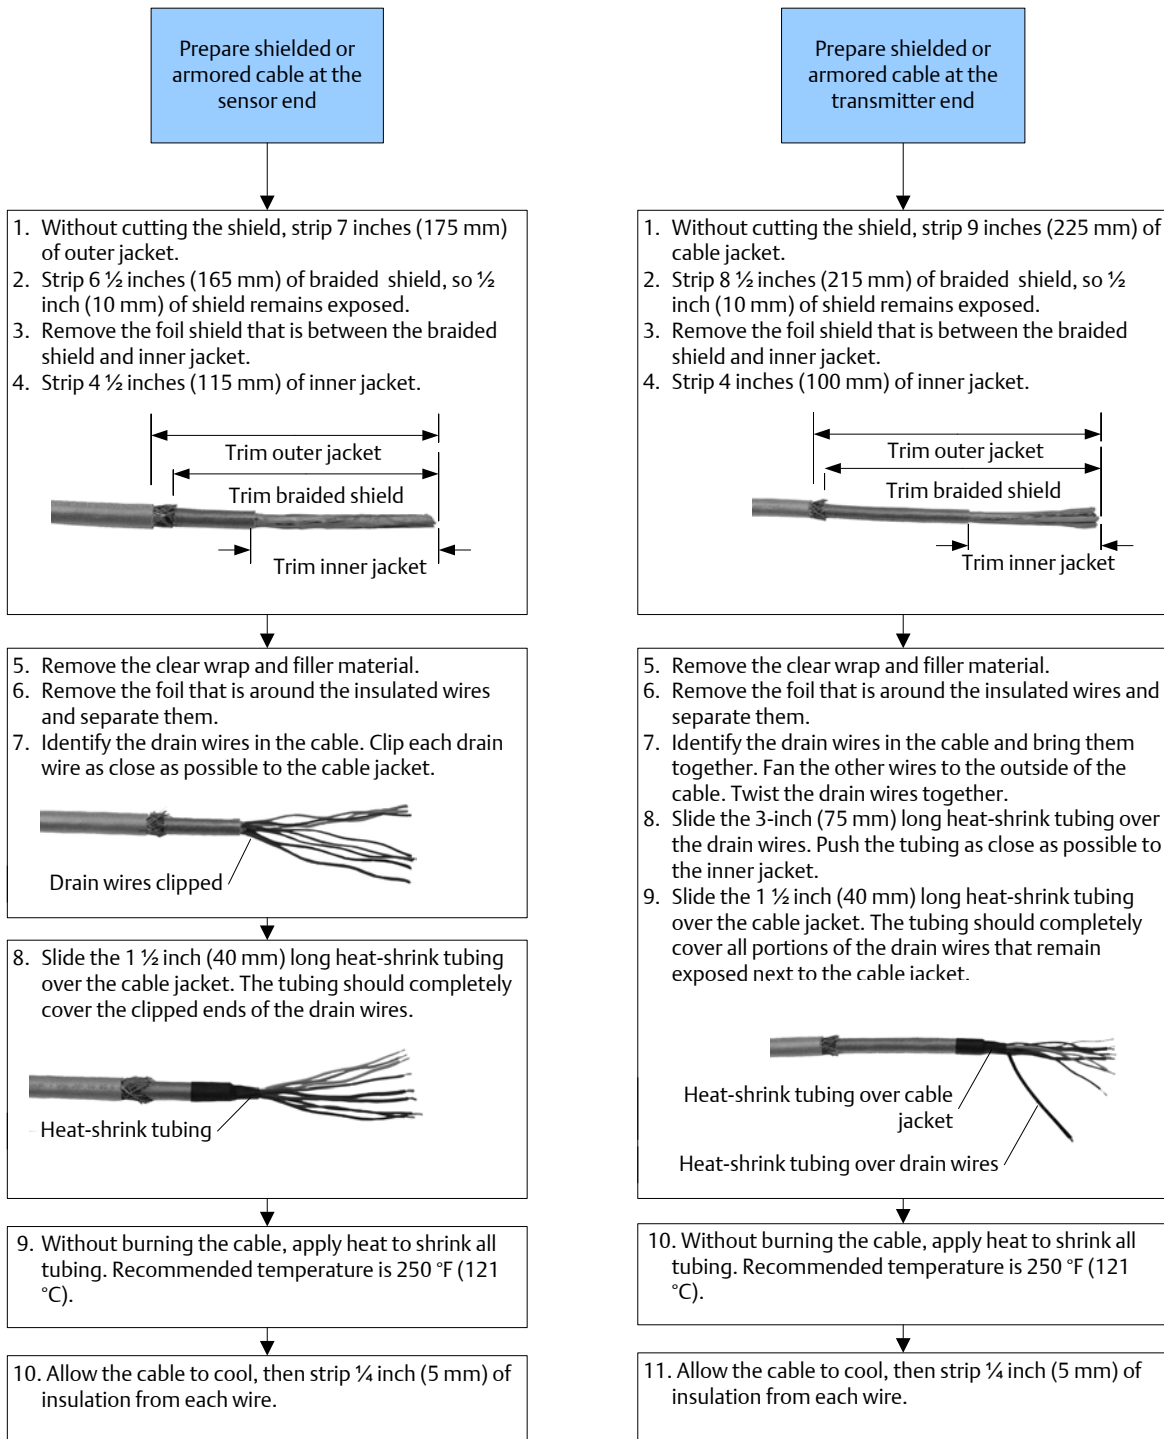 Prepare shielded or
armored cable at the
sensor end
1. Without cutting the shield, strip 7 inches (175 mm)
of outer jacket.
2. Strip 6 ½ inches (165 mm) of braided shield, so ½
inch (10 mm) of shield remains exposed.
3. Remove the foil shield that is between the braided
shield and inner jacket.
4. Strip 4 ½ inches (115 mm) of inner jacket.
Trim outer jacket
Trim braided shield
Trim inner jacket
5. Remove the clear wrap and filler material.
6. Remove the foil that is around the insulated wires
and separate them.
7. Identify the drain wires in the cable. Clip each drain
wire as close as possible to the cable jacket.
Drain wires clipped
8. Slide the 1 ½ inch (40 mm) long heat-shrink tubing
over the cable jacket. The tubing should completely
cover the clipped ends of the drain wires.
Heat-shrink tubing
9. Without burning the cable, apply heat to shrink all
tubing. Recommended temperature is 250 °F (121
°C).
10. Allow the cable to cool, then strip ¼ inch (5 mm) of
insulation from each wire.
Prepare shielded or
armored cable at the
transmitter end
1. Without cutting the shield, strip 9 inches (225 mm) of
cable jacket.
2. Strip 8 ½ inches (215 mm) of braided shield, so ½
inch (10 mm) of shield remains exposed.
3. Remove the foil shield that is between the braided
shield and inner jacket.
4. Strip 4 inches (100 mm) of inner jacket.
Trim outer jacket
Trim braided shield
Trim inner jacket
5. Remove the clear wrap and filler material.
6. Remove the foil that is around the insulated wires and
separate them.
7. Identify the drain wires in the cable and bring them
together. Fan the other wires to the outside of the
cable. Twist the drain wires together.
8. Slide the 3-inch (75 mm) long heat-shrink tubing over
the drain wires. Push the tubing as close as possible to
the inner jacket.
9. Slide the 1 ½ inch (40 mm) long heat-shrink tubing
over the cable jacket. The tubing should completely
cover all portions of the drain wires that remain
exposed next to the cable jacket.
Heat-shrink tubing over cable
jacket
Heat-shrink tubing over drain wires
10. Without burning the cable, apply heat to shrink all
tubing. Recommended temperature is 250 °F (121
°C).
11. Allow the cable to cool, then strip ¼ inch (5 mm) of
insulation from each wire.